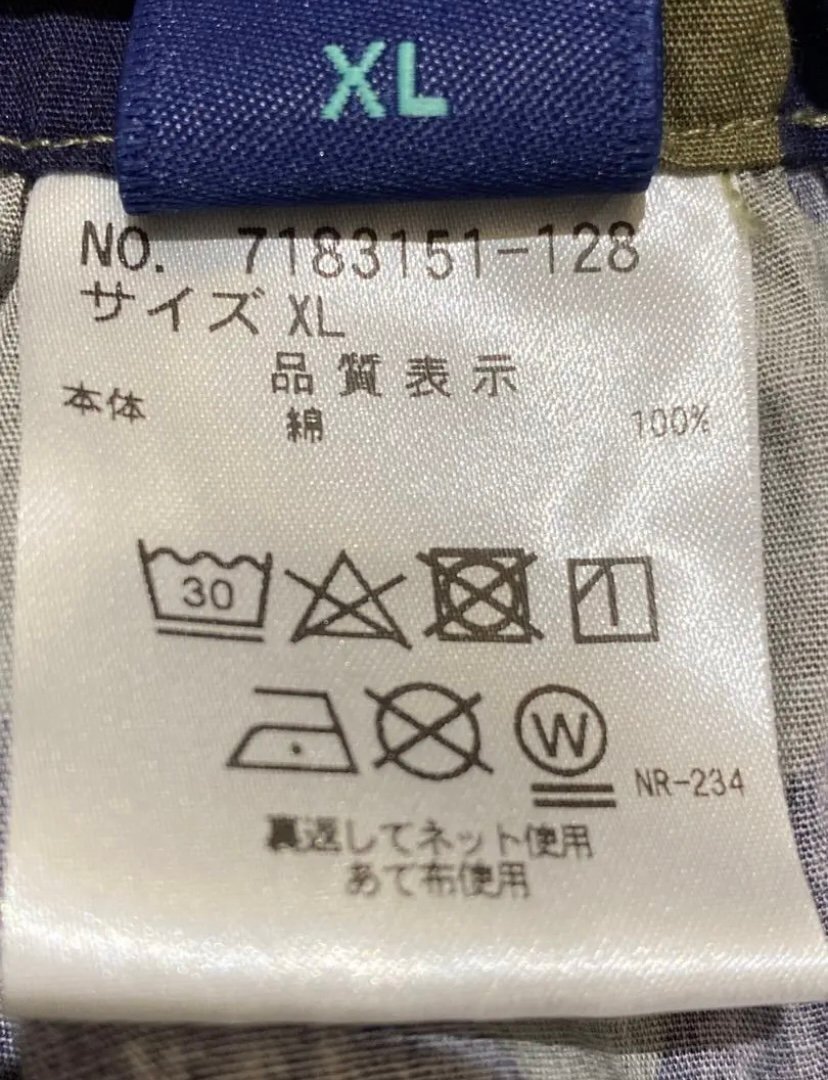 XL
NO. 7183151-128
サイズ XL
品質表示
本体 綿 100%
30
W
NR-234
裏返してネット使用
あて布使用